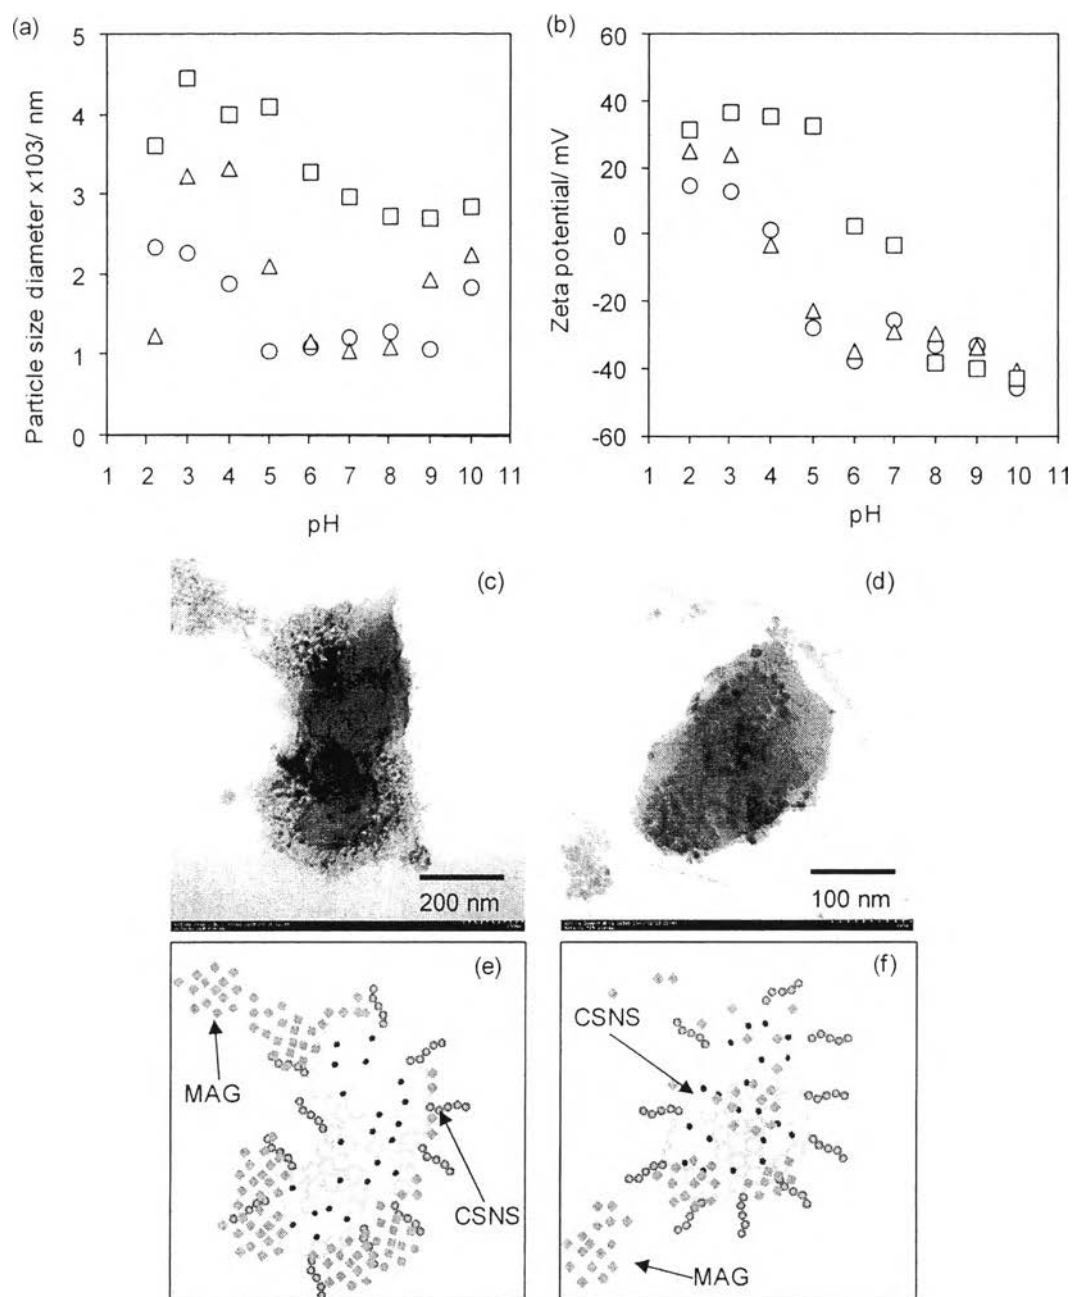 (a)
5
4
3
2
1
0
Particle size diameter x103/ nm
1 2 3 4 5 6 7 8 9 10 11
pH
(b)
60
40
20
0
-20
-40
-60
Zeta potential/ mV
1 2 3 4 5 6 7 8 9 10 11
pH
(c)
200 nm
(d)
100 nm
(e)
MAG
CSNS
(f)
CSNS
MAG